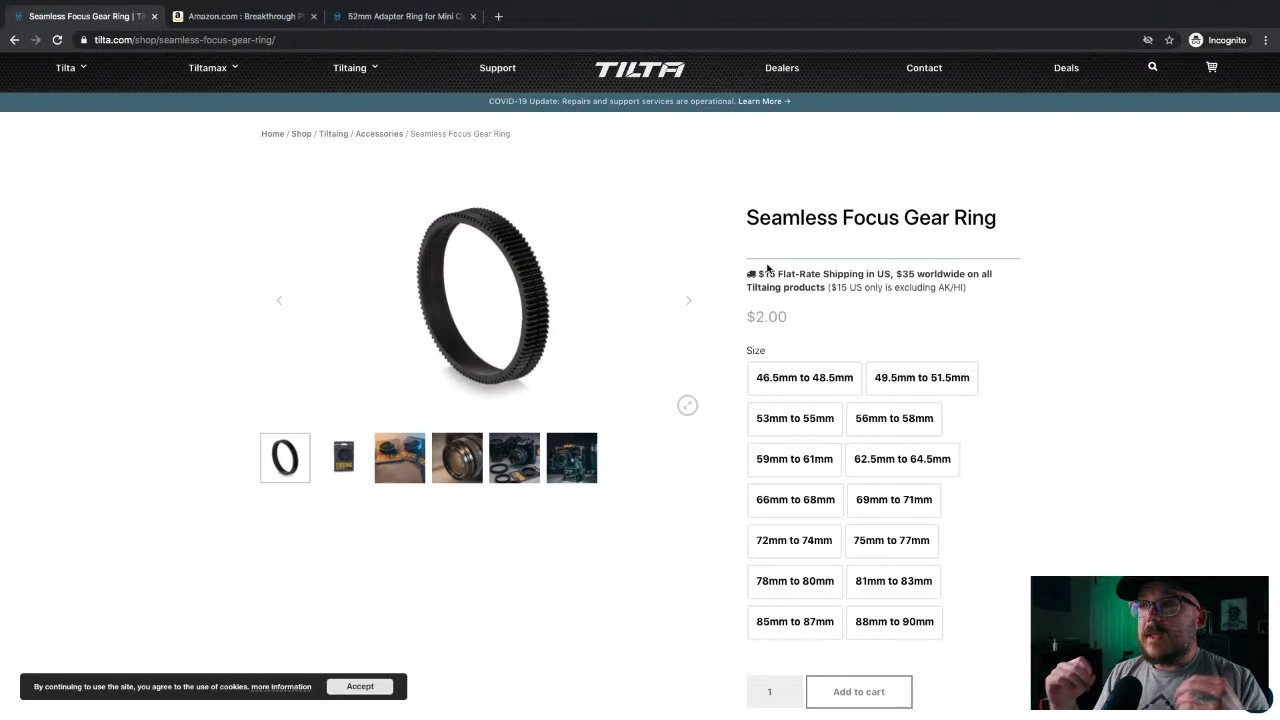 Seamless Focus Gear Ring | Ti
Amazon.com : Breakthrough P
52mm Adapter Ring for Mini C
tilta.com/shop/seamless-focus-gear-ring/
Incognito
Tilta
Tiltamax
Tiltaing
Support
TILTA
Dealers
Contact
Deals
COVID-19 Update: Repairs and support services are operational. Learn More →
Home / Shop / Tiltaing / Accessories / Seamless Focus Gear Ring
Seamless Focus Gear Ring
$15 Flat-Rate Shipping in US, $35 worldwide on all
Tiltaing products ($15 US only is excluding AK/HI)
$2.00
Size
46.5mm to 48.5mm
49.5mm to 51.5mm
53mm to 55mm
56mm to 58mm
59mm to 61mm
62.5mm to 64.5mm
66mm to 68mm
69mm to 71mm
72mm to 74mm
75mm to 77mm
78mm to 80mm
81mm to 83mm
85mm to 87mm
88mm to 90mm
1
Add to cart
By continuing to use the site, you agree to the use of cookies. more information
Accept